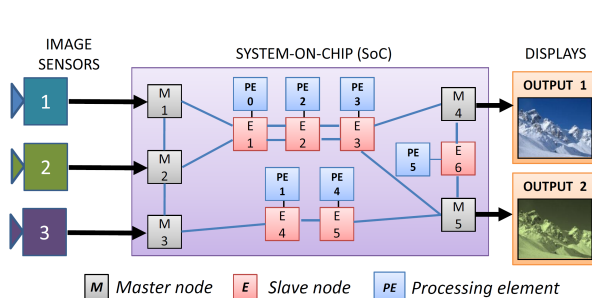 IMAGE
SENSORS
SYSTEM-ON-CHIP (SoC)
DISPLAYS
1
2
3
M
1
M
2
M
3
PE
0
PE
2
PE
3
E
1
E
2
E
3
PE
1
PE
4
E
4
E
5
M
4
PE
5
E
6
M
5
OUTPUT 1
OUTPUT 2
M Master node
E Slave node
PE Processing element